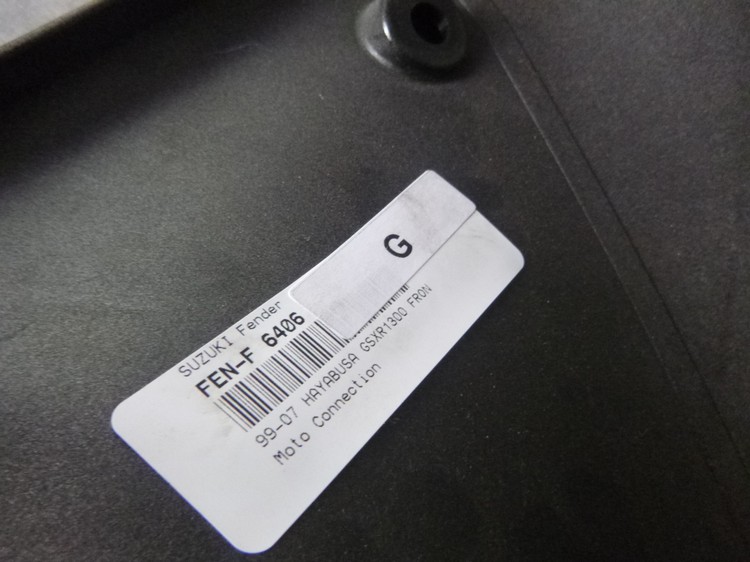 SUZUKI Fender
G
FEN-F 6406
99-07 HAYABUSA GSXR1300 FRON
Moto Connection